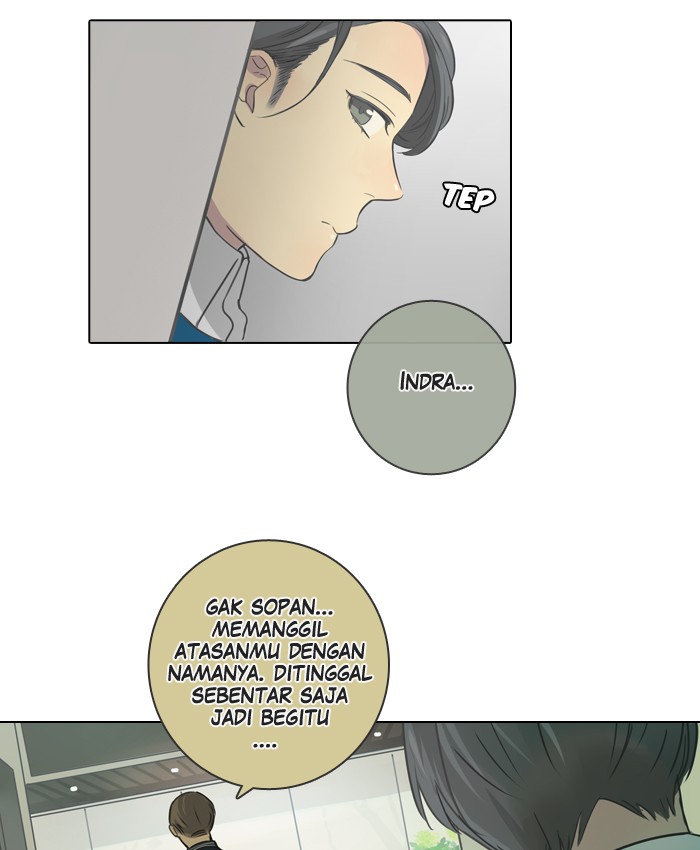 TEP
INDRA...
GAK SOPAN...
MEMANGGIL
ATASANMU DENGAN
NAMANYA. DITINGGAL
SEBENTAR SAJA
JADI BEGITU
....